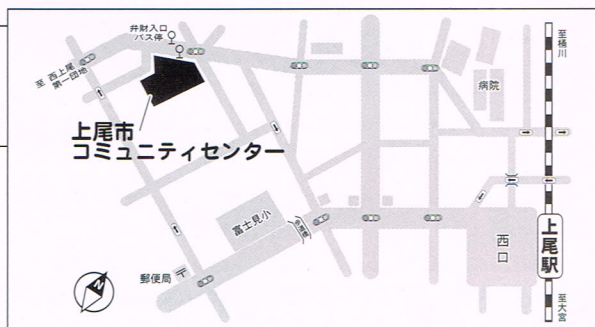 弁財入口
バス停
至 西上尾
第一団地
上尾市
コミュニティセンター
至桶川
病院
富士見小
西口
上尾駅
郵便局
至大宮
N